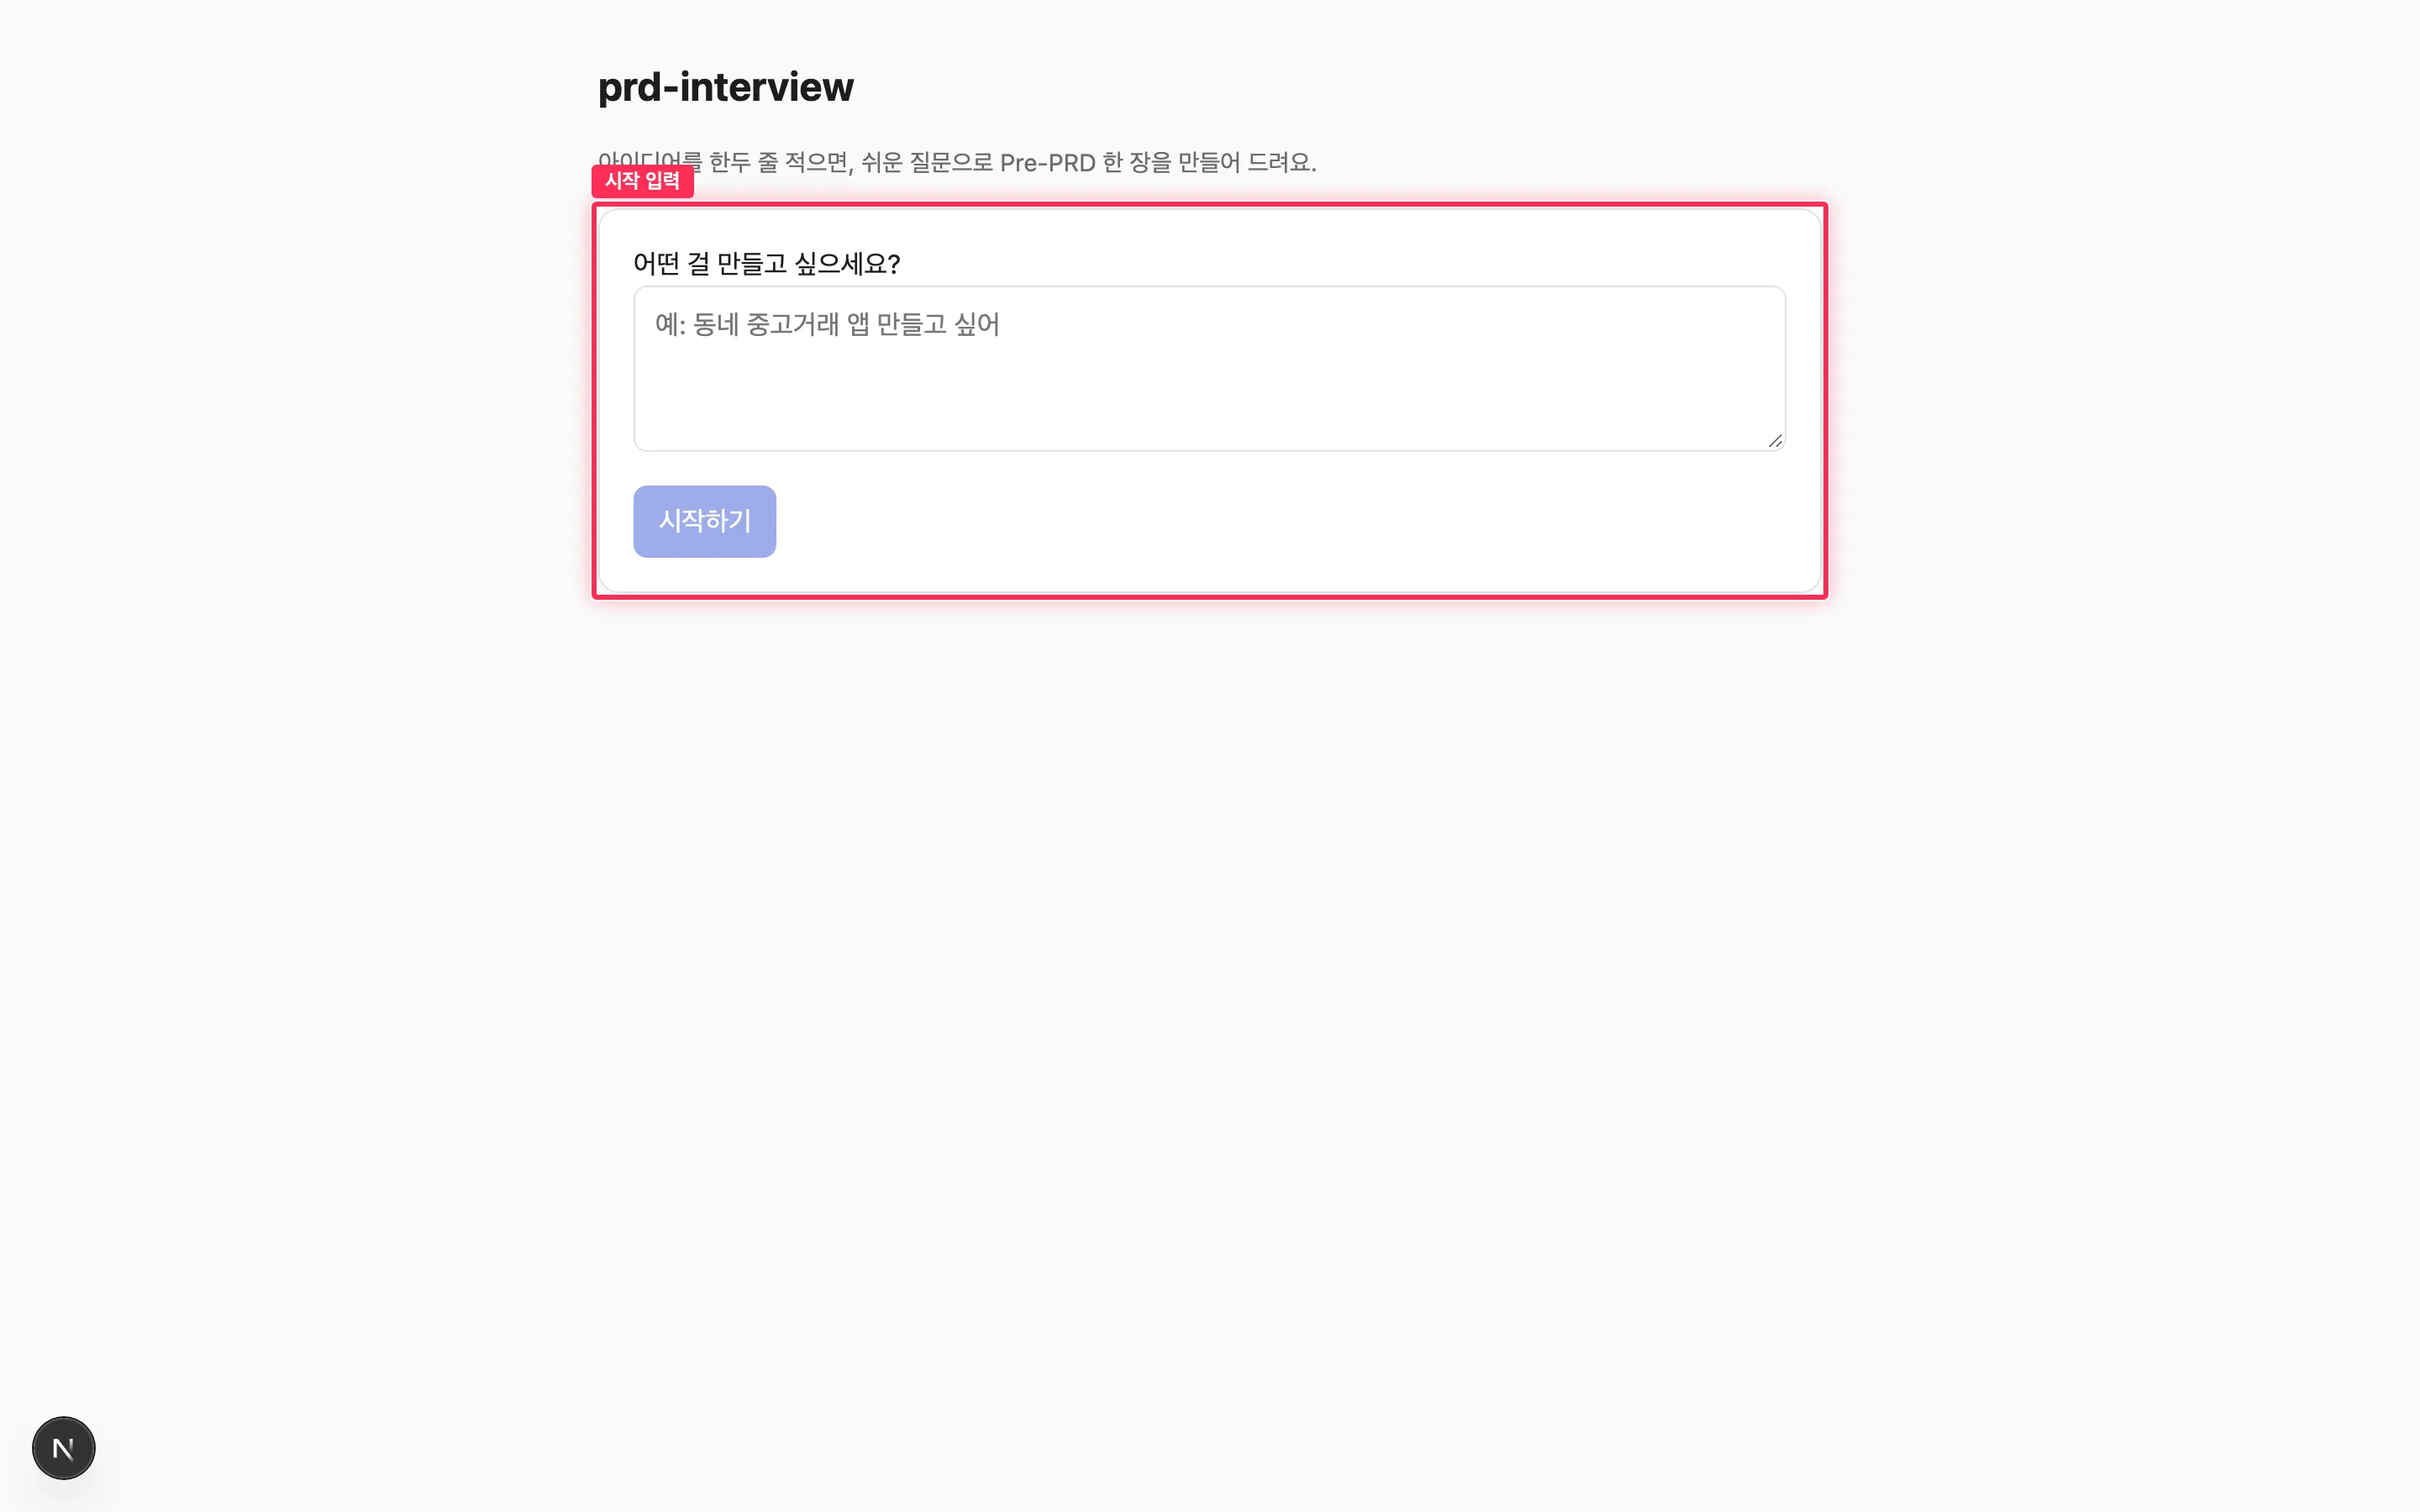 prd-interview
아이디어를 한두 줄 적으면, 쉬운 질문으로 Pre-PRD 한 장을 만들어 드려요.
시작 입력
어떤 걸 만들고 싶으세요?
예: 동네 중고거래 앱 만들고 싶어
시작하기
N